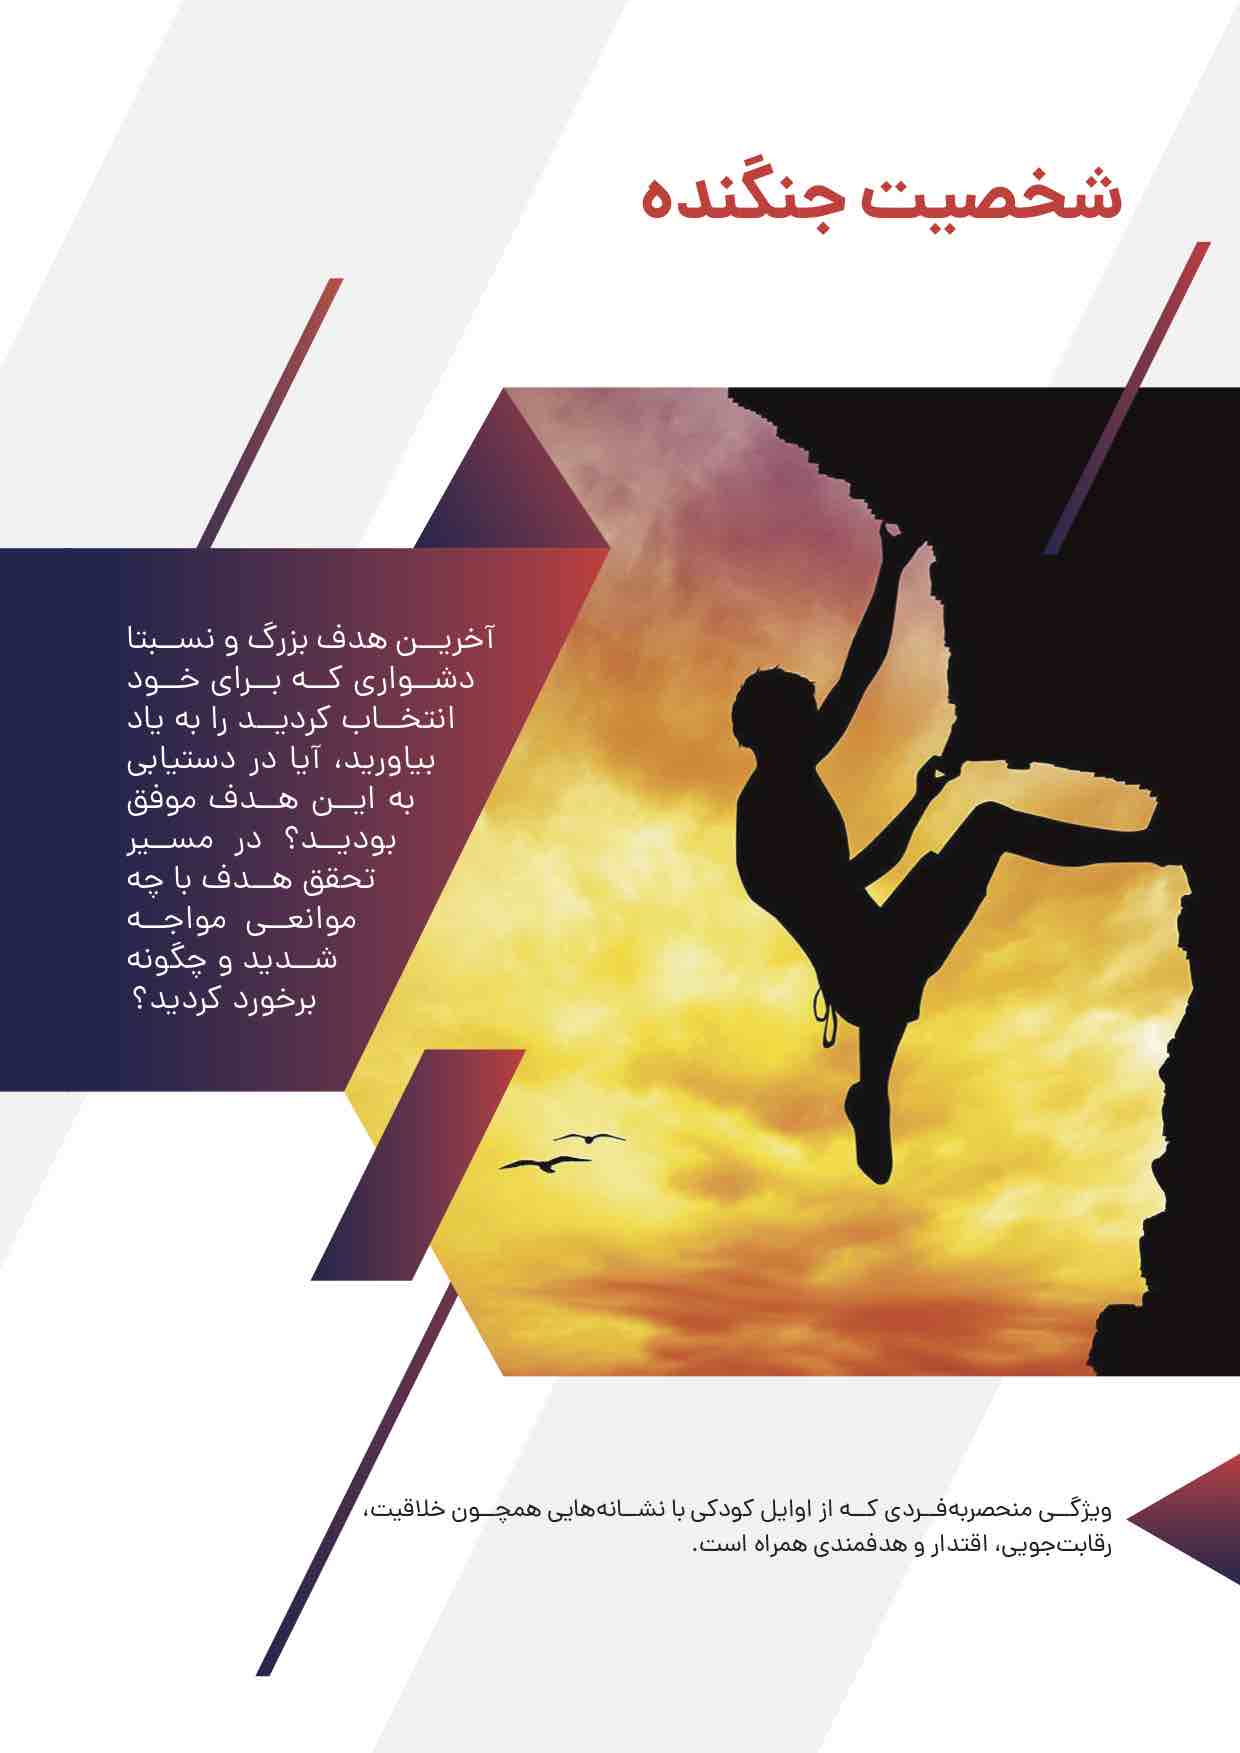 شخصیت جنگنده
آخرین هدف بزرگ و نسبتا
دشواری که برای خود
انتخاب کردید را به یاد
بیاورید، آیا در دستیابی
به این هدف موفق
بودید؟ در مسیر
تحقق هدف با چه
موانعی مواجه
شدید و چگونه
برخورد کردید؟
ویژگی منحصربه‌فردی که از اوایل کودکی با نشانه‌هایی همچون خلاقیت،
رقابت‌جویی، اقتدار و هدفمندی همراه است.